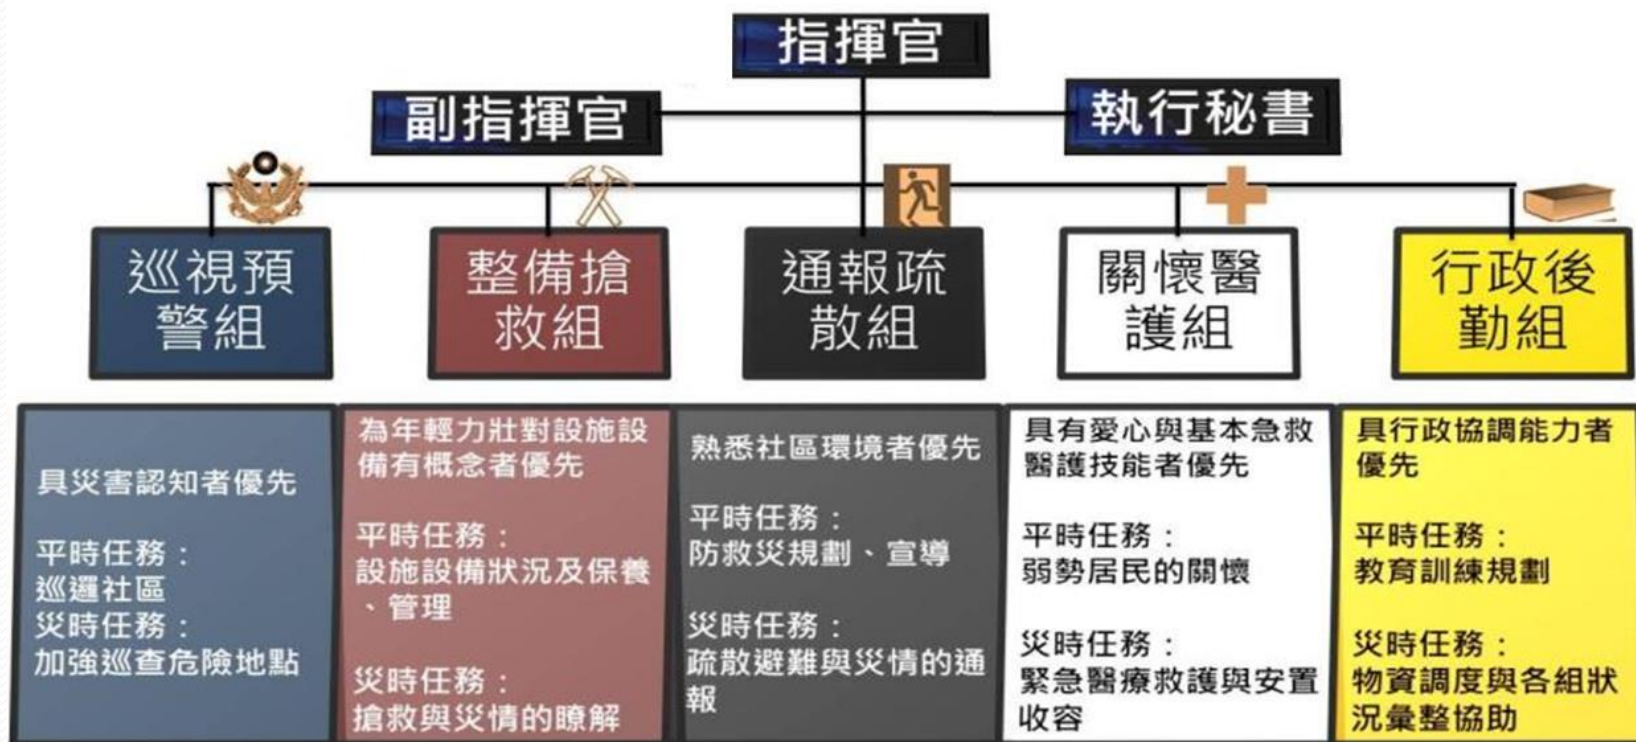 指揮官
副指揮官
執行秘書
巡視預
警組
整備搶
救組
通報疏
散組
關懷醫
護組
行政後
勤組
具災害認知者優先
平時任務：
巡邏社區
災時任務：
加強巡查危險地點
為年輕力壯對設施設
備有概念者優先
平時任務：
設施設備狀況及保養
、管理
災時任務：
搶救與災情的瞭解
熟悉社區環境者優先
平時任務：
防救災規劃、宣導
災時任務：
疏散避難與災情的通
報
具有愛心與基本急救
醫護技能者優先
平時任務：
弱勢居民的關懷
災時任務：
緊急醫療救護與安置
收容
具行政協調能力者
優先
平時任務：
教育訓練規劃
災時任務：
物資調度與各組狀
況彙整協助